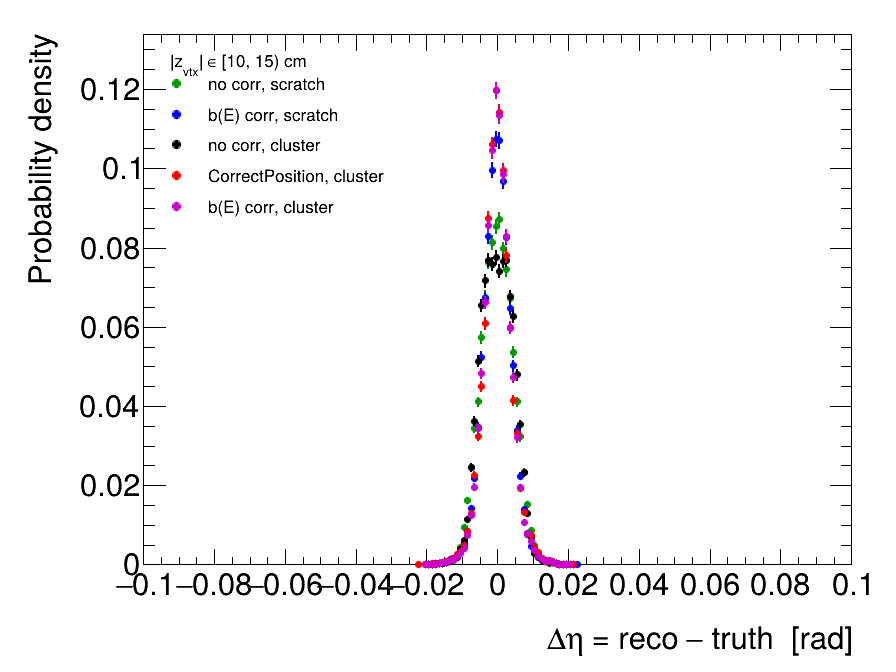 |z_vtx| ∈ [10, 15) cm
no corr, scratch
b(E) corr, scratch
no corr, cluster
CorrectPosition, cluster
b(E) corr, cluster
Probability density
0.12
0.1
0.08
0.06
0.04
0.02
0
−0.1 −0.08 −0.06 −0.04 −0.02 0 0.02 0.04 0.06 0.08 0.1
Δη = reco − truth [rad]